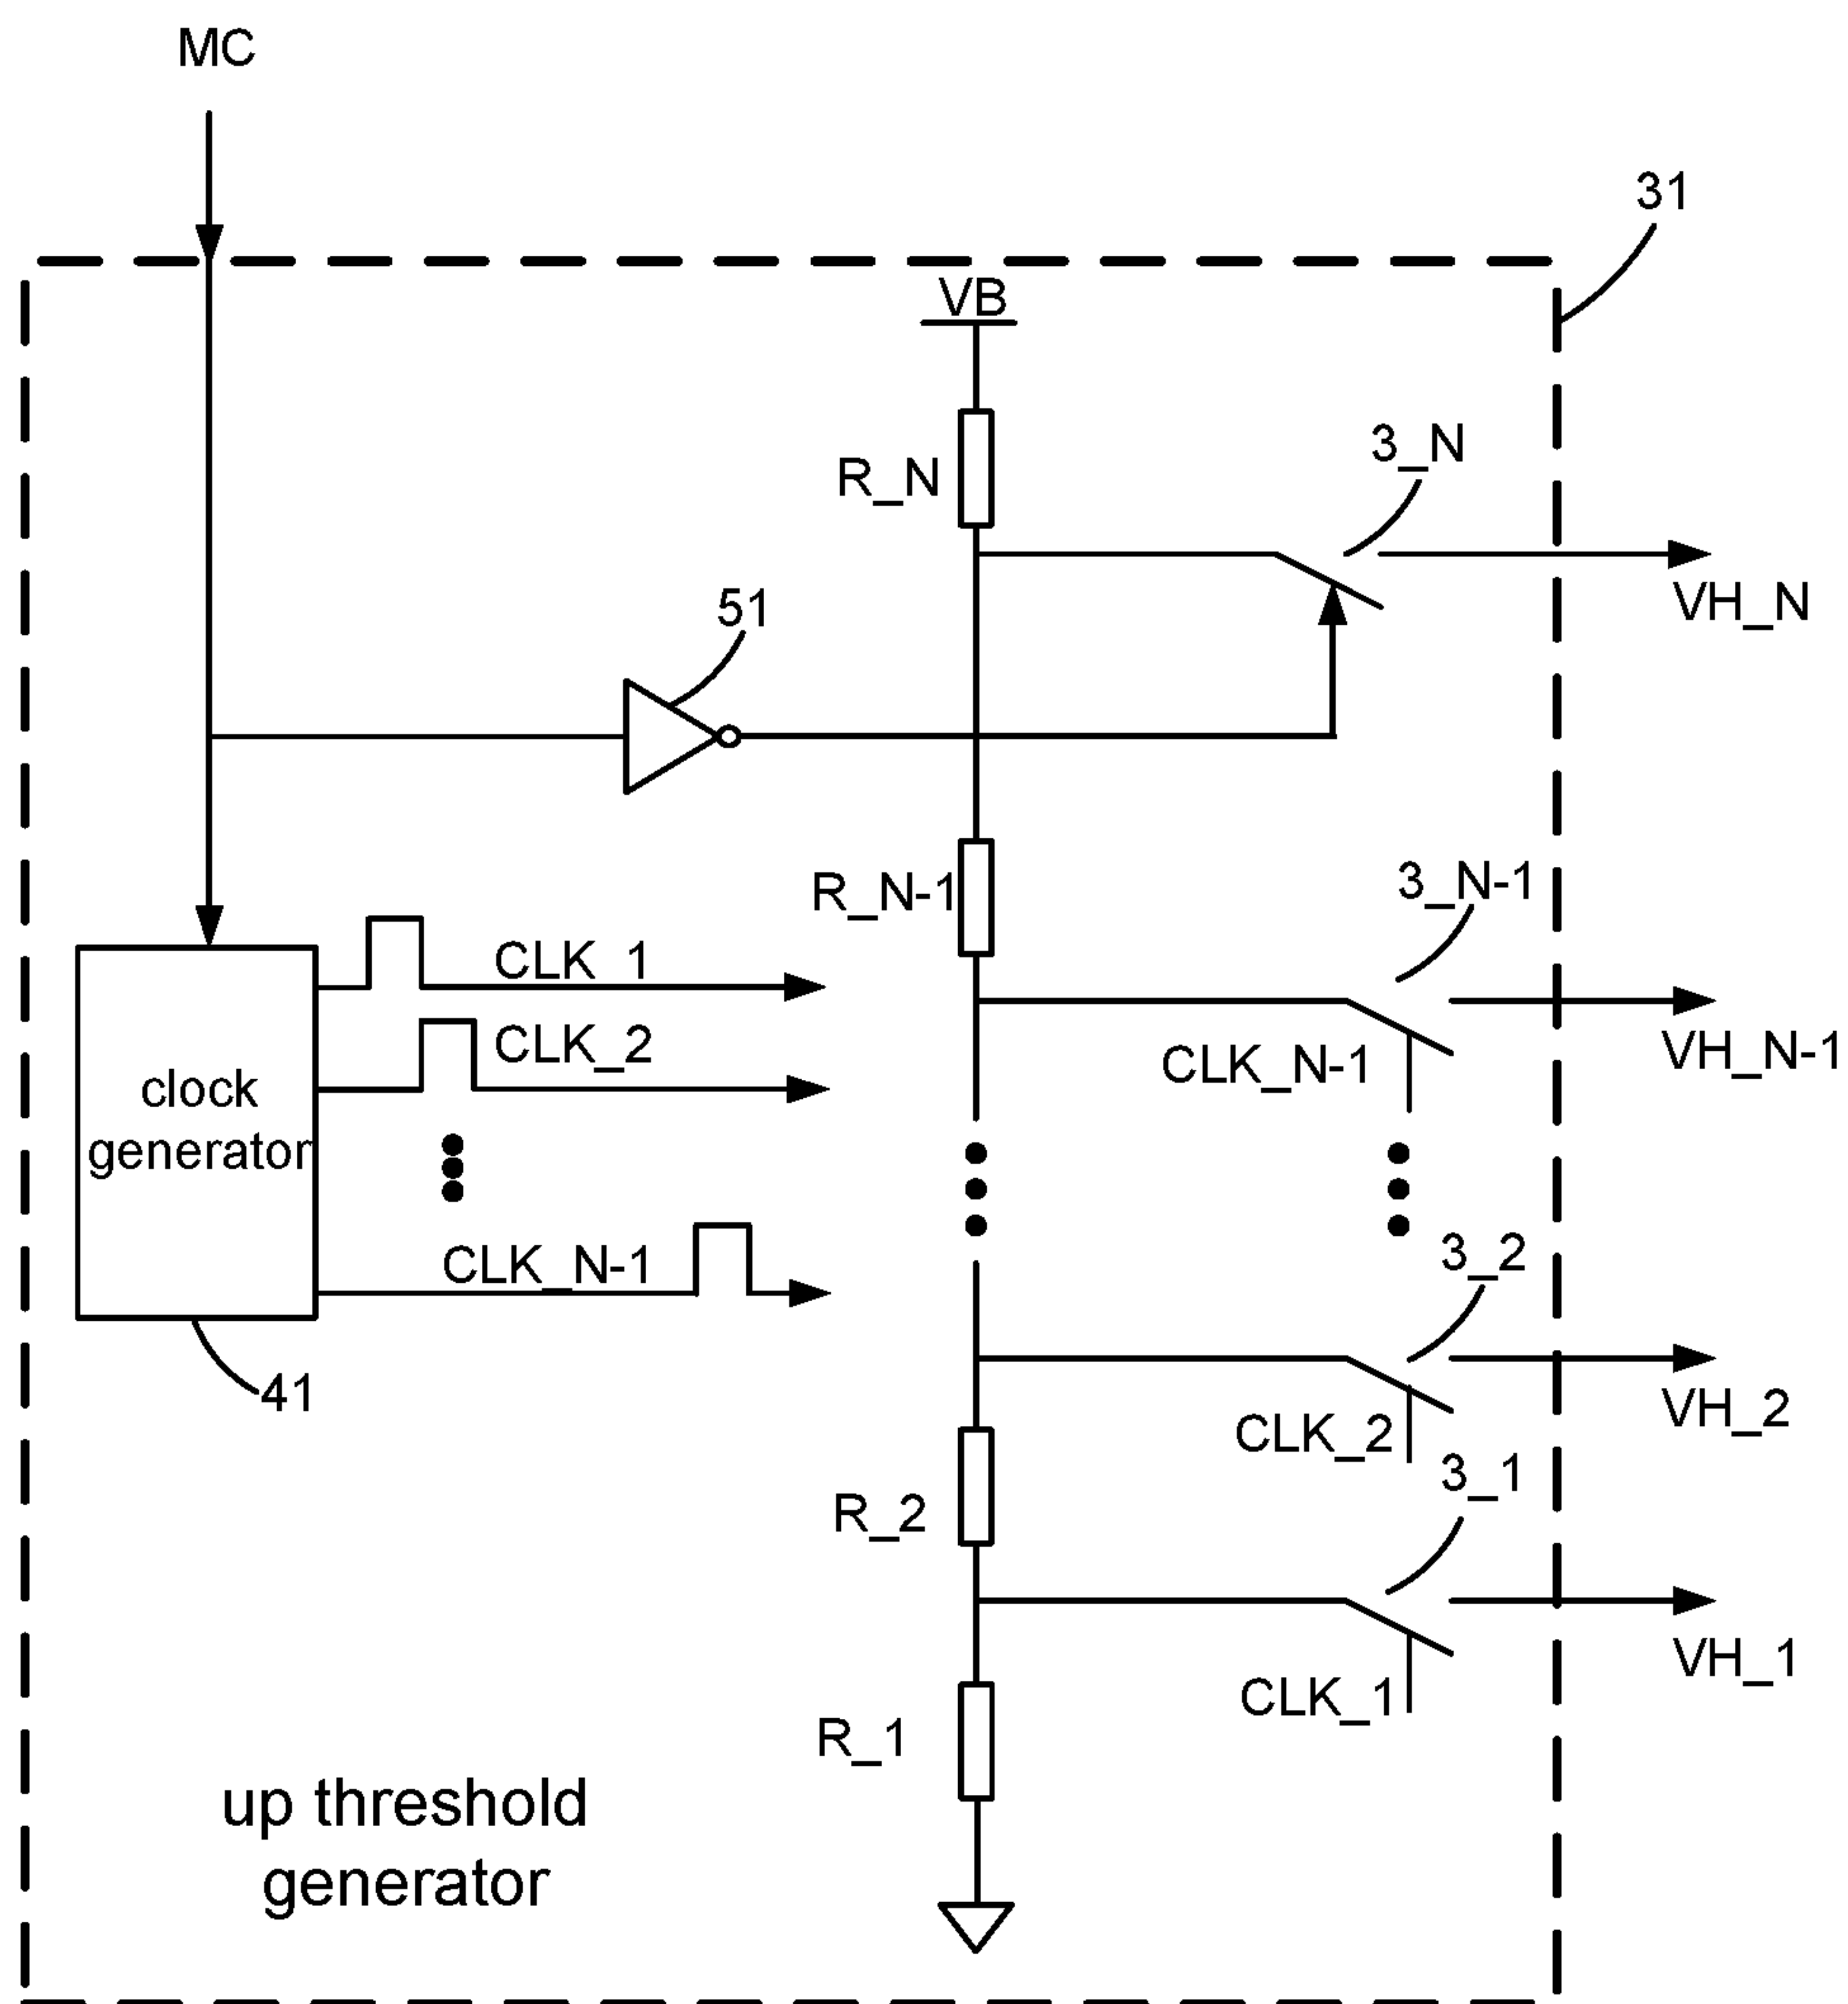 MC
31
VB
3_N
R_N
VH_N
51
R_N-1
3_N-1
CLK_1
CLK_2
CLK_N-1
VH_N-1
clock
generator
CLK_N-1
3_2
41
VH_2
CLK_2
3_1
R_2
VH_1
CLK_1
R_1
up threshold
generator